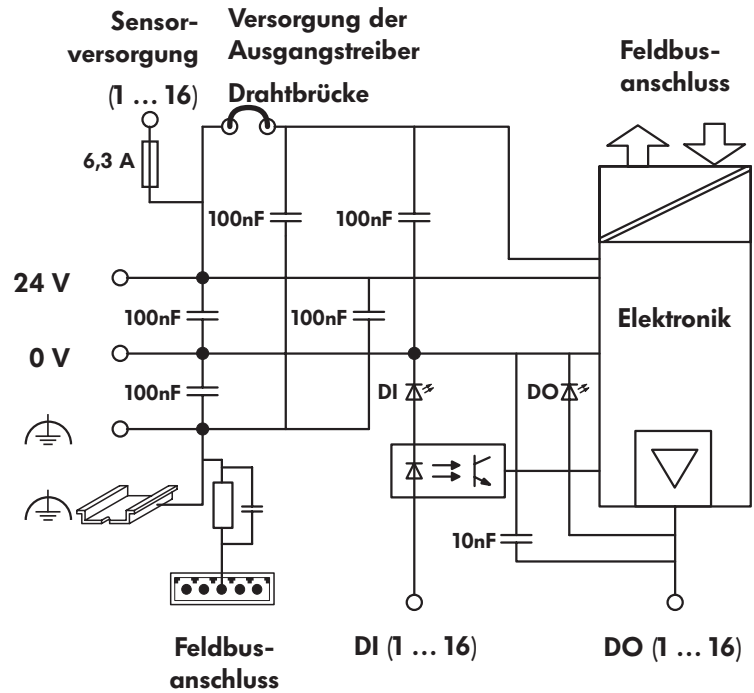 Sensor-
versorgung
(1 ... 16)
Versorgung der
Ausgangstreiber
Drahtbrücke
Feldbus-
anschluss
6,3 A
100nF
100nF
24 V
100nF
100nF
Elektronik
0 V
100nF
DI
DO
10nF
Feldbus-
anschluss
DI (1 ... 16)
DO (1 ... 16)